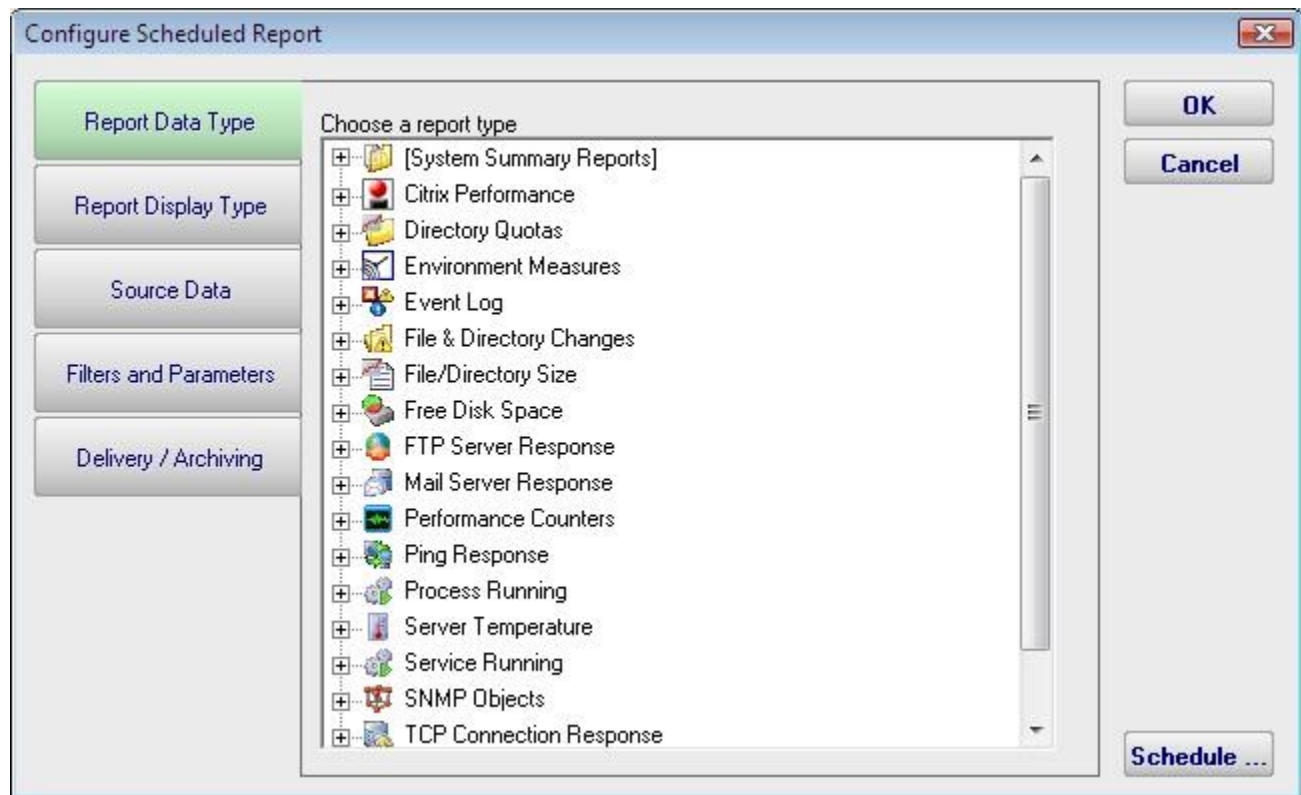 Configure Scheduled Report
Report Data Type
Report Display Type
Source Data
Filters and Parameters
Delivery / Archiving
Choose a report type
[System Summary Reports]
Citrix Performance
Directory Quotas
Environment Measures
Event Log
File & Directory Changes
File/Directory Size
Free Disk Space
FTP Server Response
Mail Server Response
Performance Counters
Ping Response
Process Running
Server Temperature
Service Running
SNMP Objects
TCP Connection Response
OK
Cancel
Schedule ...